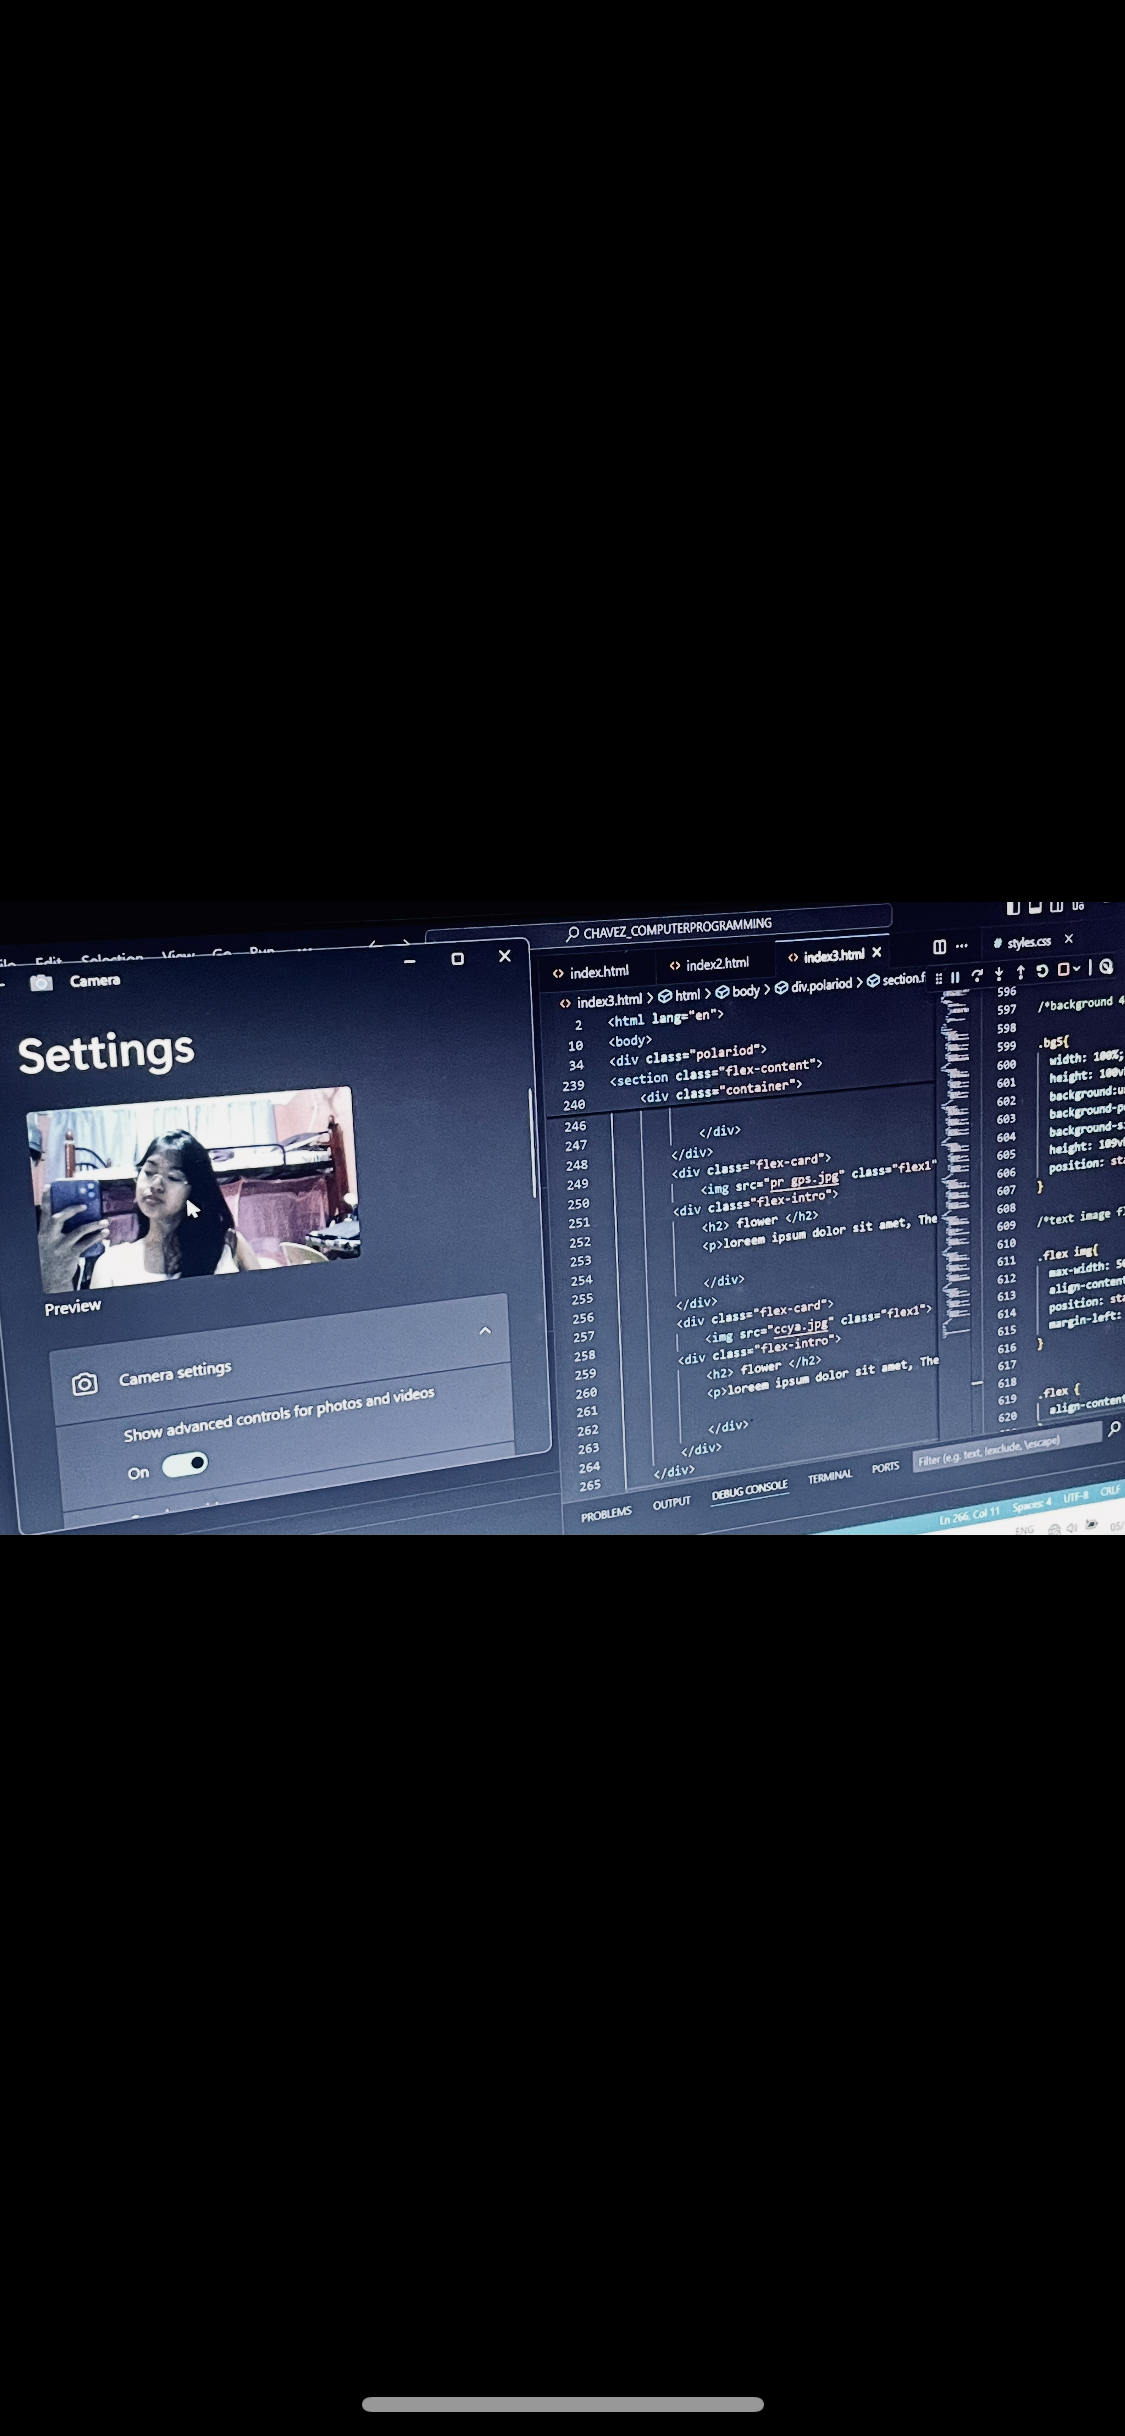 CHAVEZ_COMPUTERPROGRAMMING
Edit Selection View Go Run ...
Camera
Settings
Preview
Camera settings
Show advanced controls for photos and videos
On
index.html
index2.html
index3.html
index3.html > html > body > div.polariod > section.f
2 <html lang="en">
10 <body>
34 <div class="polariod">
239 <section class="flex-content">
240 <div class="container">
246
247 </div>
248 </div>
249 <div class="flex-card">
250 <img src="pr gps.jpg" class="flex1"
251 <div class="flex-intro">
252 <h2> flower </h2>
253 <p>loreem ipsum dolor sit amet, The
254
255 </div>
256 </div>
257 <div class="flex-card">
258 <img src="ccya.jpg" class="flex1">
259 <div class="flex-intro">
260 <h2> flower </h2>
261 <p>loreem ipsum dolor sit amet, The
262
263 </div>
264 </div>
265 </div>
# styles.css
596
597 /*background 4
598
599 .bg5{
600 width: 100%;
601 height: 100v
602 background:u
603 background-p
604 background-s
605 height: 109v
606 position: sta
607 }
608
609 /*text image f
610
611 .flex img{
612 max-width: 50
613 align-content
614 position: sta
615 margin-left:
616 }
617
618
619 .flex {
620 align-content
PROBLEMS OUTPUT DEBUG CONSOLE TERMINAL PORTS Filter (e.g. text, !exclude, \escape)
Ln 266, Col 11 Spaces: 4 UTF-8 CRLF
ENG